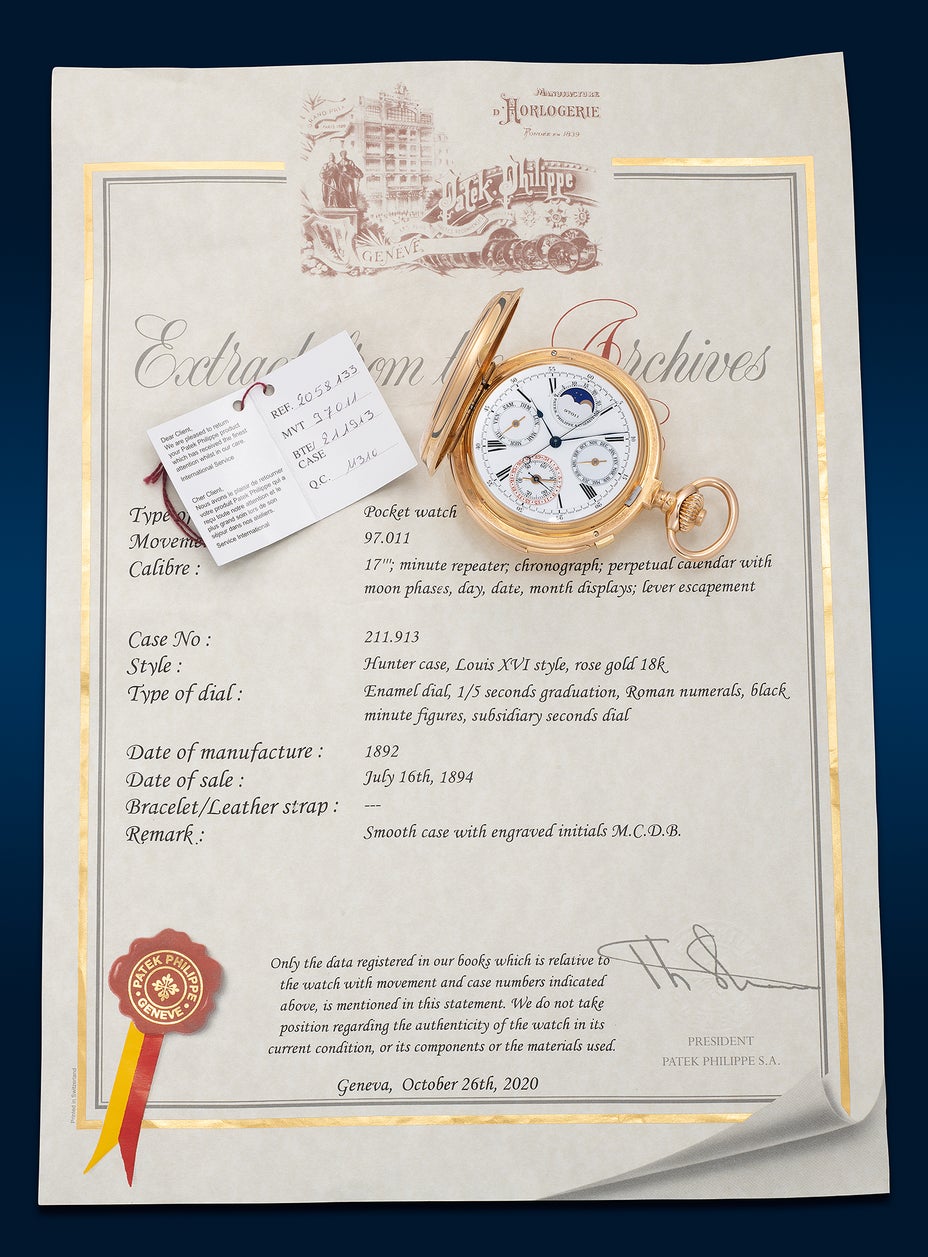 GRAND PRIX
MANUFACTURE
D'HORLOGERIE
FONDÉE EN 1839
Patek, Philippe
GENÈVE
Extract from the Archives
Dear Client,
We are pleased to return
your Patek Philippe product
which has received the finest
attention whilst in our care.
International Service
Cher Client,
Nous avons le plaisir de retourner
votre produit Patek Philippe qui a
reçu toute notre attention et le
plus grand soin lors de son
séjour dans nos ateliers.
Service International
REF. 2058.133
MVT 97011
BTE/ 211913
CASE
Q.C.
Type of Pocket watch
Moveme 97.011
Calibre : 17'''; minute repeater; chronograph; perpetual calendar with
moon phases, day, date, month displays; lever escapement
Case No : 211.913
Style : Hunter case, Louis XVI style, rose gold 18k
Type of dial : Enamel dial, 1/5 seconds graduation, Roman numerals, black
minute figures, subsidiary seconds dial
Date of manufacture : 1892
Date of sale : July 16th, 1894
Bracelet/Leather strap : ---
Remark : Smooth case with engraved initials M.C.D.B.
PATEK PHILIPPE
GENEVE
Only the data registered in our books which is relative to
the watch with movement and case numbers indicated
above, is mentioned in this statement. We do not take
position regarding the authenticity of the watch in its
current condition, or its components or the materials used.
PRESIDENT
PATEK PHILIPPE S.A.
Geneva, October 26th, 2020
Printed in Switzerland